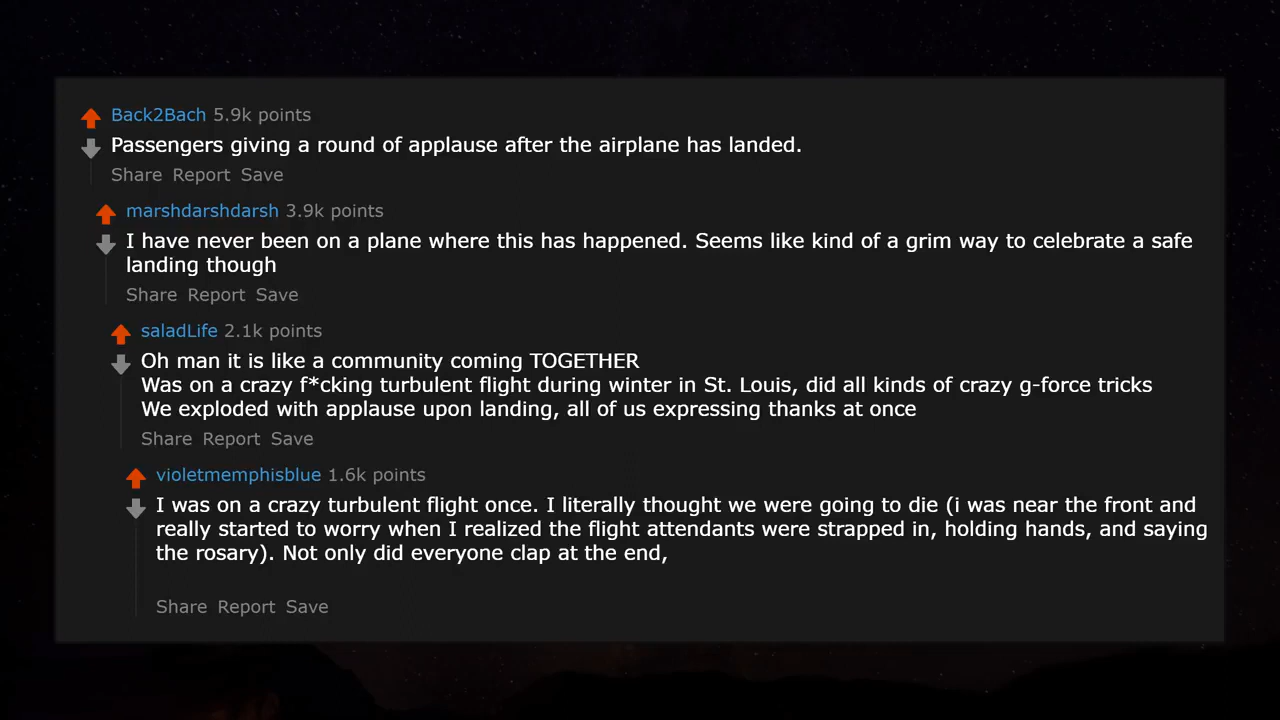 Back2Bach 5.9k points
Passengers giving a round of applause after the airplane has landed.
Share Report Save
marshdarshdarsh 3.9k points
I have never been on a plane where this has happened. Seems like kind of a grim way to celebrate a safe
landing though
Share Report Save
saladLife 2.1k points
Oh man it is like a community coming TOGETHER
Was on a crazy f*cking turbulent flight during winter in St. Louis, did all kinds of crazy g-force tricks
We exploded with applause upon landing, all of us expressing thanks at once
Share Report Save
violetmemphisblue 1.6k points
I was on a crazy turbulent flight once. I literally thought we were going to die (i was near the front and
really started to worry when I realized the flight attendants were strapped in, holding hands, and saying
the rosary). Not only did everyone clap at the end,
Share Report Save